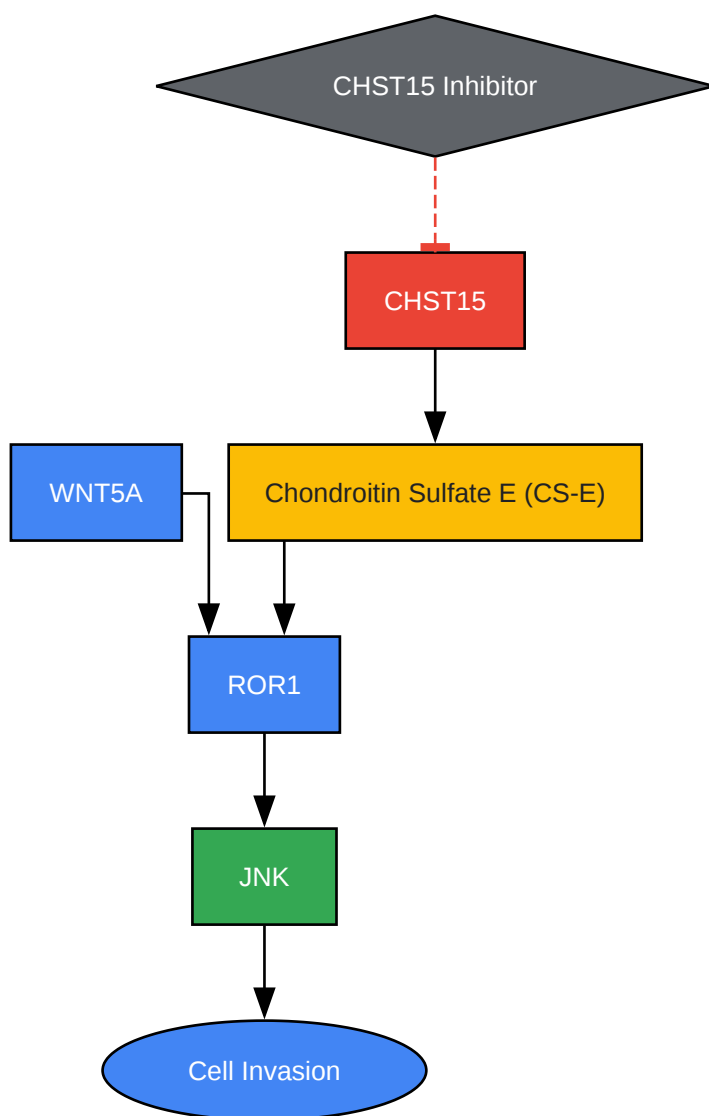 CHST15 Inhibitor
CHST15
WNT5A
Chondroitin Sulfate E (CS-E)
ROR1
JNK
Cell Invasion